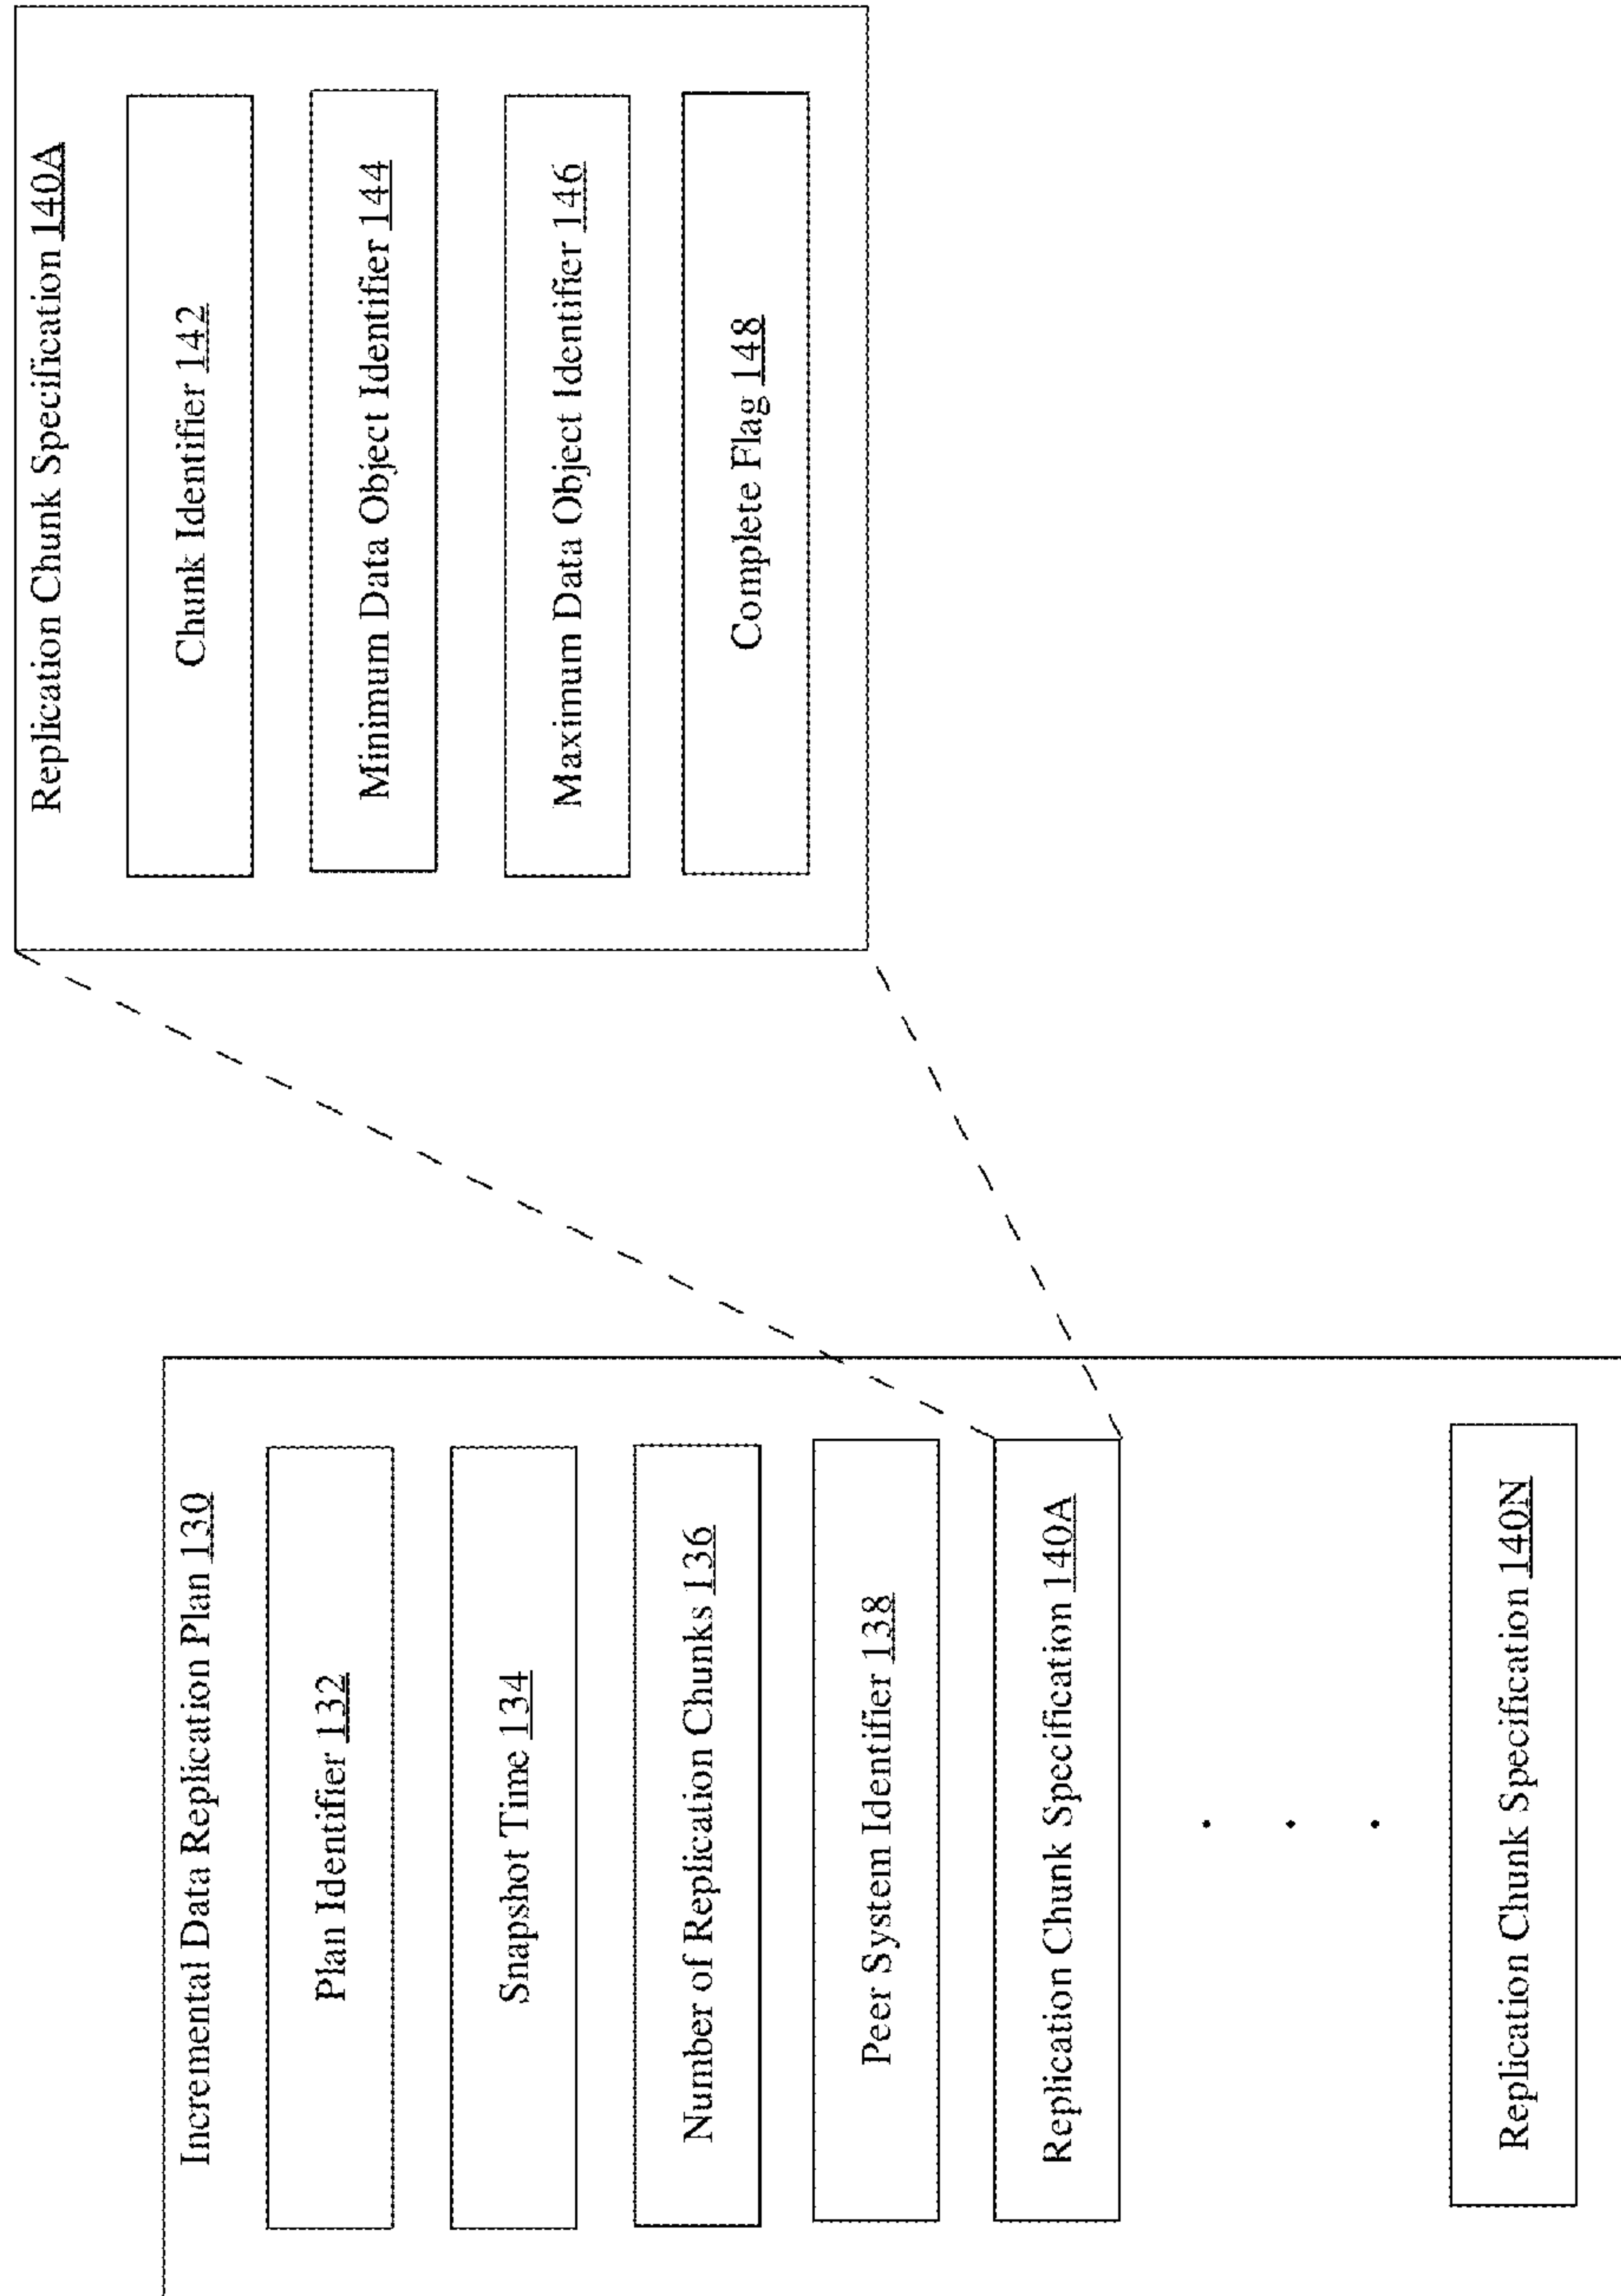 Incremental Data Replication Plan 130
Plan Identifier 132
Snapshot Time 134
Number of Replication Chunks 136
Peer System Identifier 138
Replication Chunk Specification 140A
. . .
Replication Chunk Specification 140N
Replication Chunk Specification 140A
Chunk Identifier 142
Minimum Data Object Identifier 144
Maximum Data Object Identifier 146
Complete Flag 148